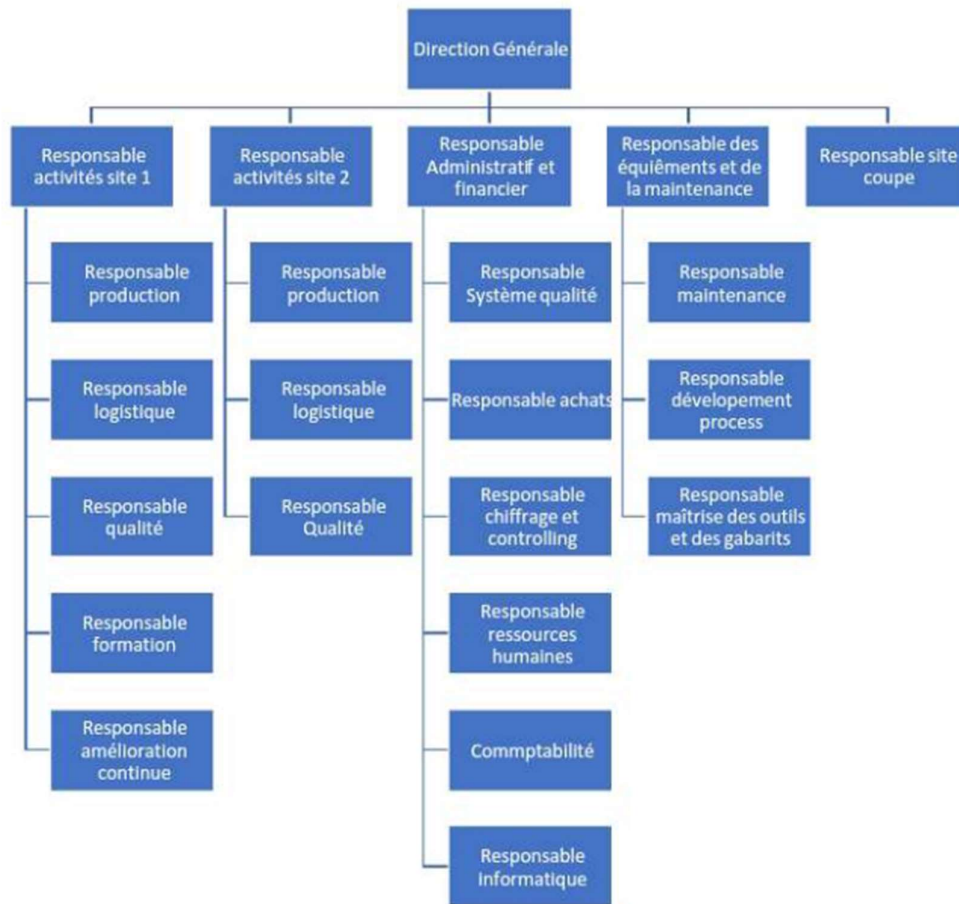 Direction Générale
Responsable
activités site 1
Responsable
activités site 2
Responsable
Administratif et
financier
Responsable des
équiêments et de
la maintenance
Responsable site
coupe
Responsable
production
Responsable
logistique
Responsable
qualité
Responsable
formation
Responsable
amélioration
continue
Responsable
production
Responsable
logistique
Responsable
Qualité
Responsable
Système qualité
Responsable achats
Responsable
chiffrage et
controlling
Responsable
ressources
humaines
Commptabilité
Responsable
informatique
Responsable
maintenance
Responsable
dévelopement
process
Responsable
maîtrise des outils
et des gabarits